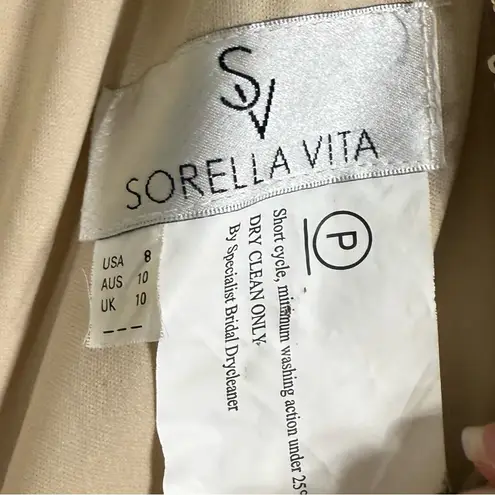 SV
SORELLA VITA
USA 8
AUS 10
UK 10
---
P
Short cycle, minimum washing action under 25°
DRY CLEAN ONLY
By Specialist Bridal Drycleaner